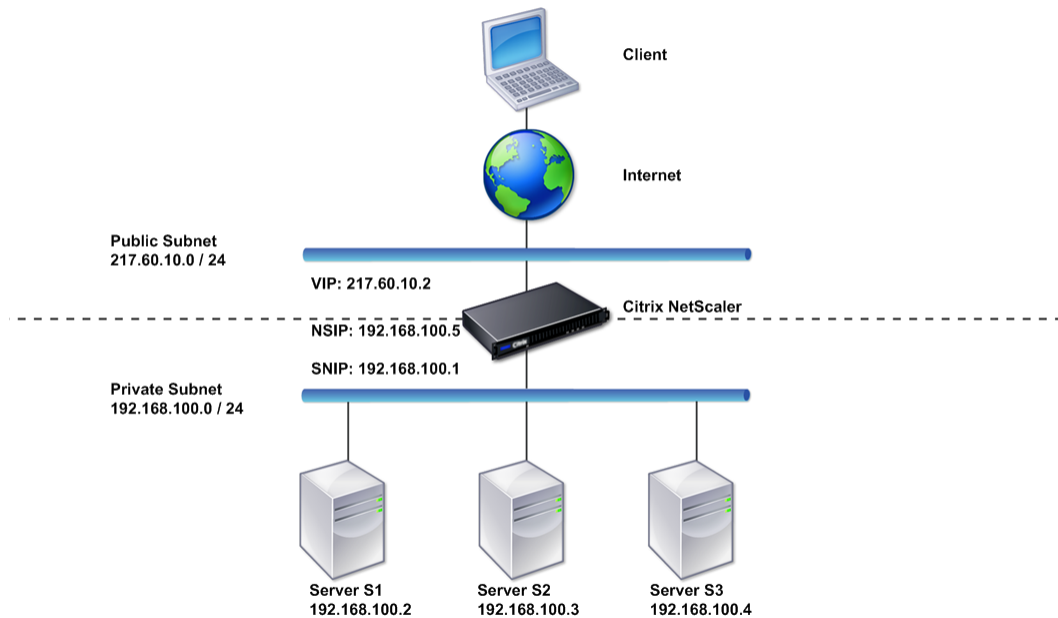 Client
Internet
Public Subnet
217.60.10.0 / 24
VIP: 217.60.10.2
Citrix NetScaler
NSIP: 192.168.100.5
SNIP: 192.168.100.1
Private Subnet
192.168.100.0 / 24
Server S1
192.168.100.2
Server S2
192.168.100.3
Server S3
192.168.100.4